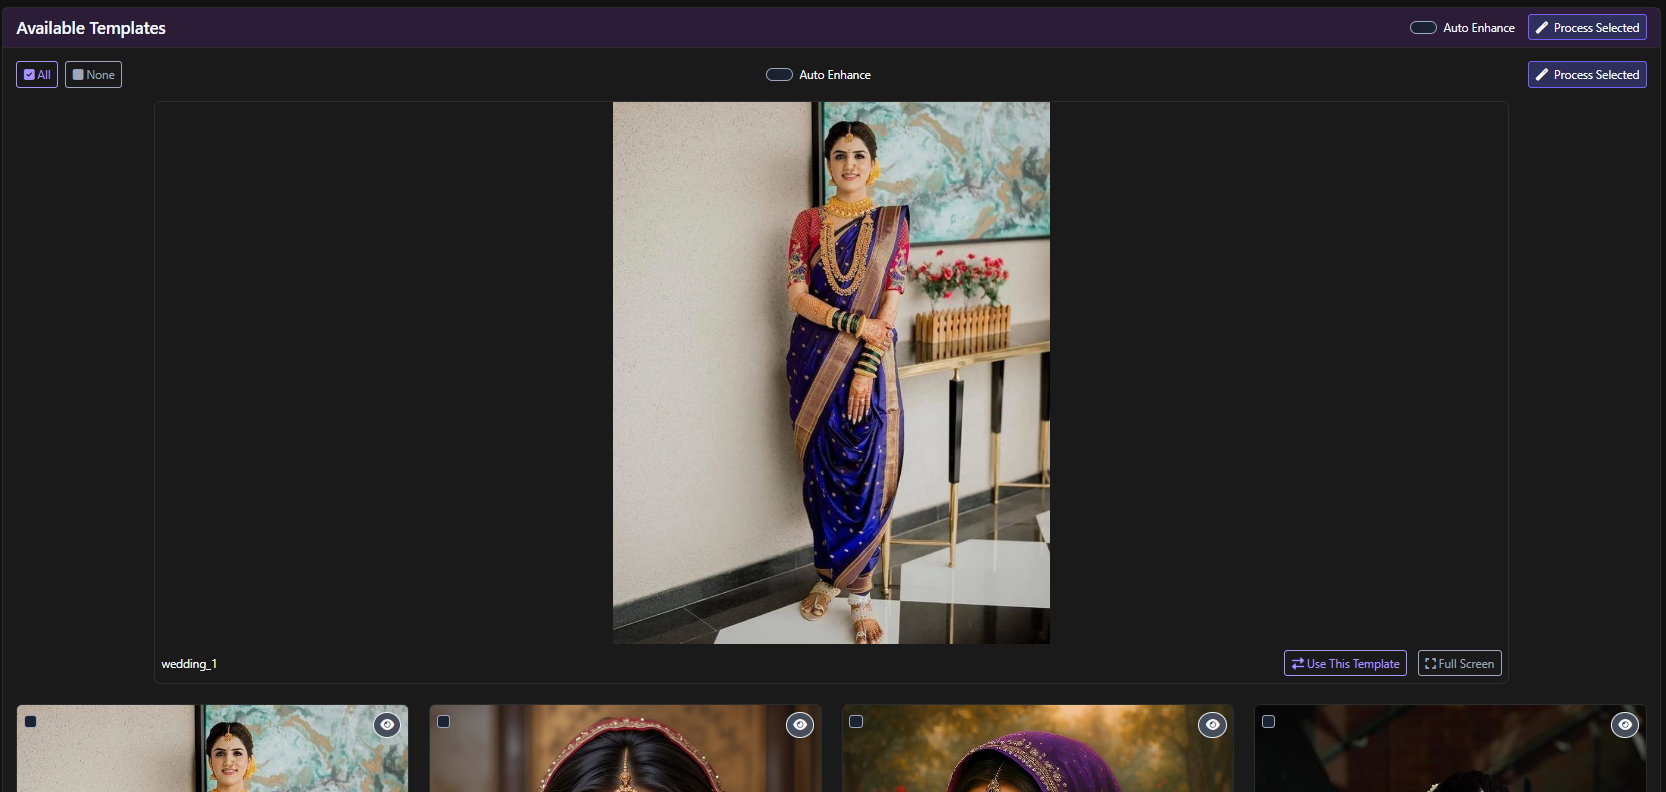 Available Templates
Auto Enhance
Process Selected
All
None
Auto Enhance
Process Selected
wedding_1
Use This Template
Full Screen